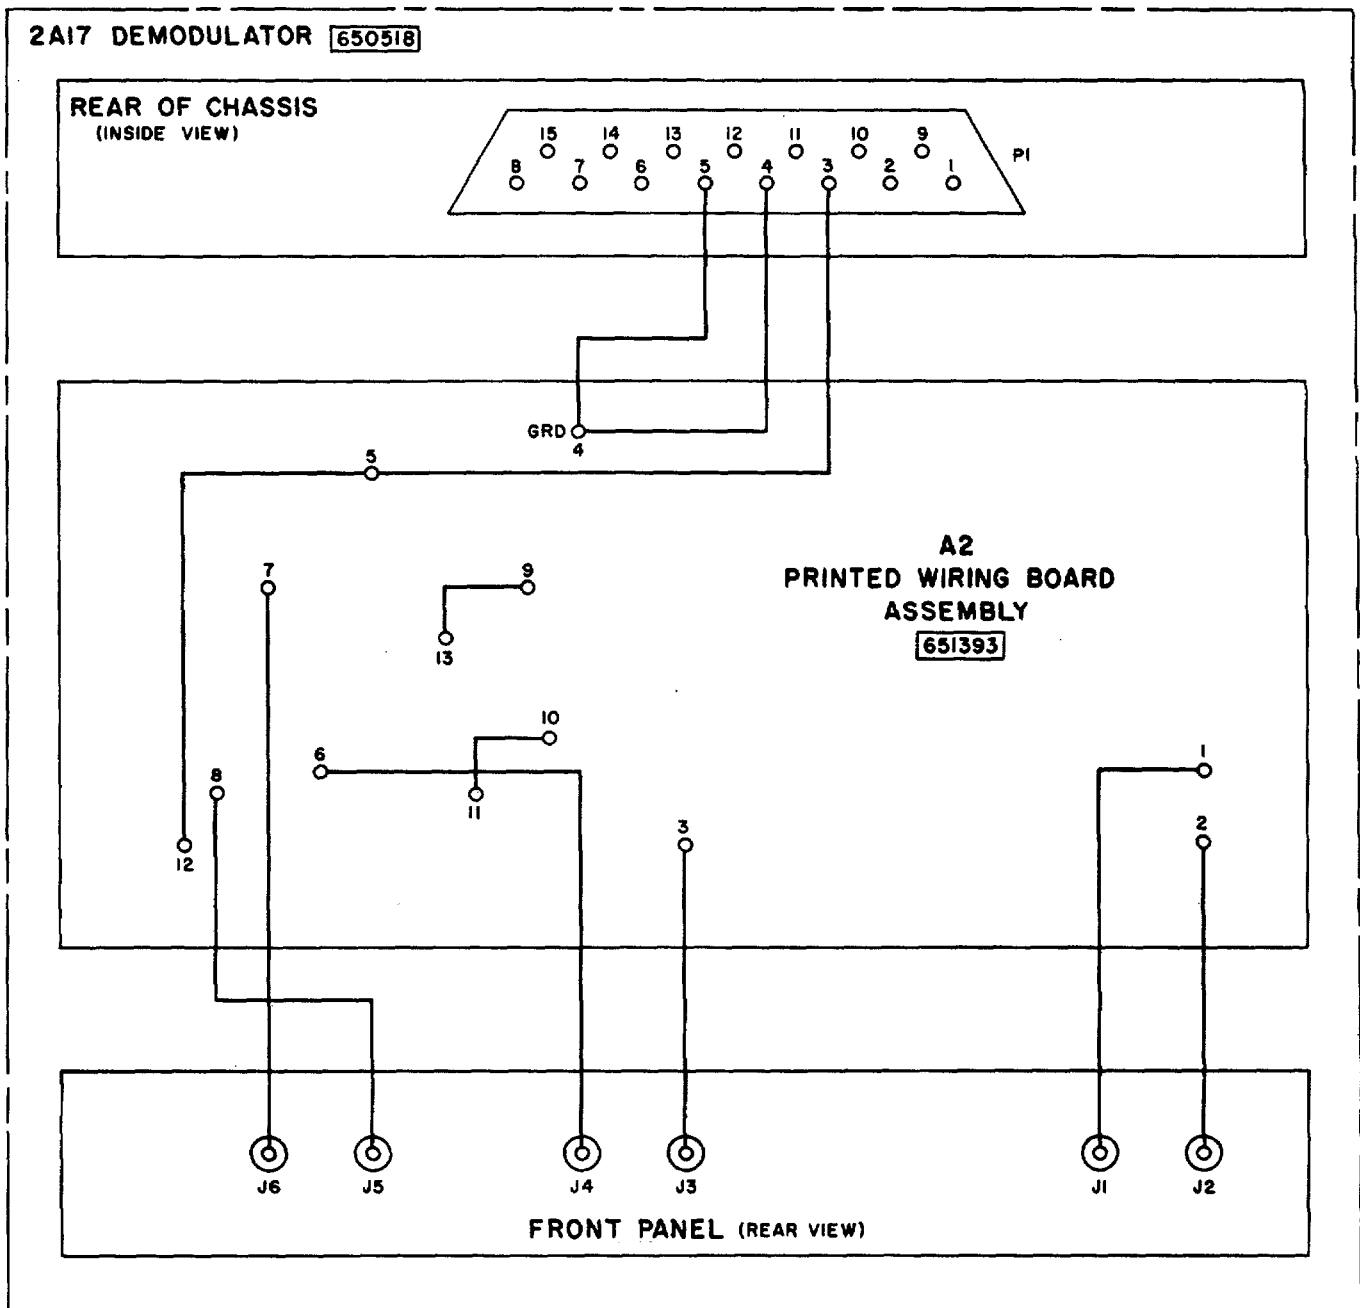 2A17 DEMODULATOR 650518
REAR OF CHASSIS
(INSIDE VIEW)
15 14 13 12 11 10 9
8 7 6 5 4 3 2 1
P1
GRD
4
5
7
9
13
A2
PRINTED WIRING BOARD
ASSEMBLY
651393
10
6
11
8
12
3
1
2
J6 J5 J4 J3 J1 J2
FRONT PANEL (REAR VIEW)